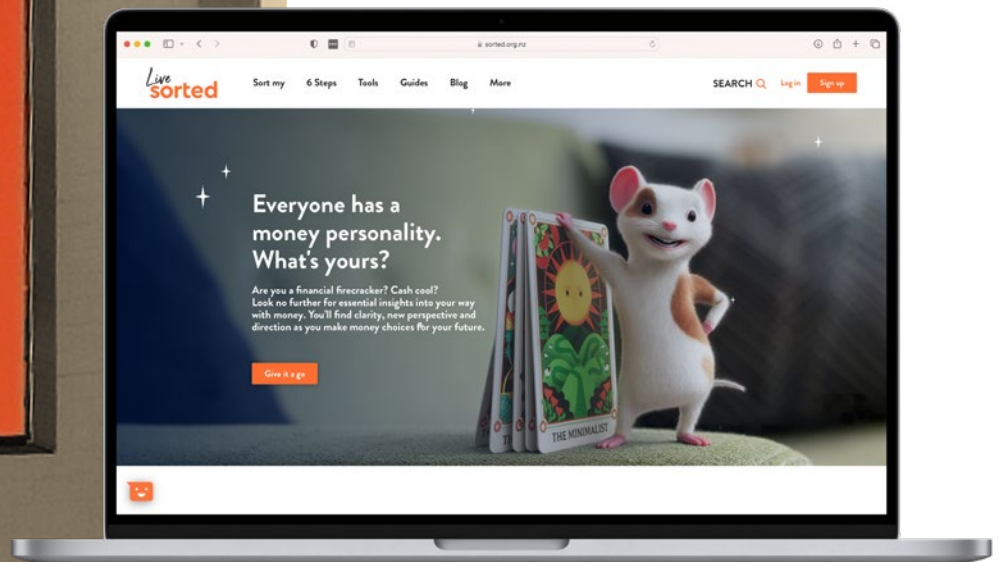 sorted.org.nz
Live
sorted
Sort my
6 Steps
Tools
Guides
Blog
More
SEARCH
Log in
Sign up
Everyone has a
money personality.
What's yours?
Are you a financial firecracker? Cash cool?
Look no further for essential insights into your way
with money. You'll find clarity, new perspective and
direction as you make money choices for your future.
Give it a go
THE MINIMALIST